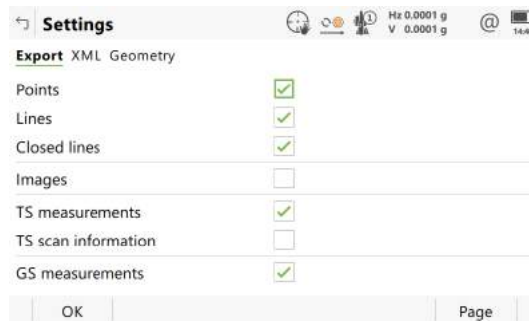 Settings
1
Hz 0.0001 g
V 0.0001 g
@
Export XML Geometry
Points
Lines
Closed lines
Images
TS measurements
TS scan information
GS measurements
OK Page